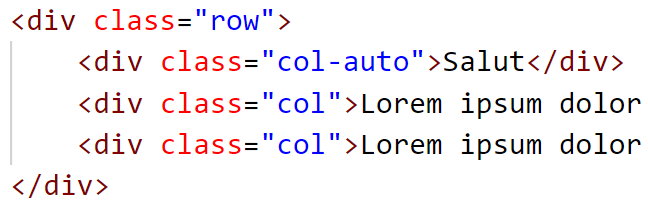 <div class="row">
    <div class="col-auto">Salut</div>
    <div class="col">Lorem ipsum dolor
    <div class="col">Lorem ipsum dolor
</div>